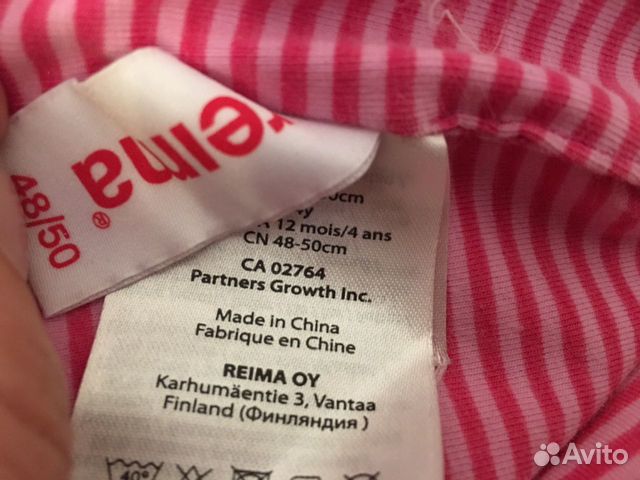 reima®
48/50
12 mois/4 ans
CN 48-50cm
CA 02764
Partners Growth Inc.
Made in China
Fabrique en Chine
REIMA OY
Karhumäentie 3, Vantaa
Finland (Финляндия)
40°
Avito